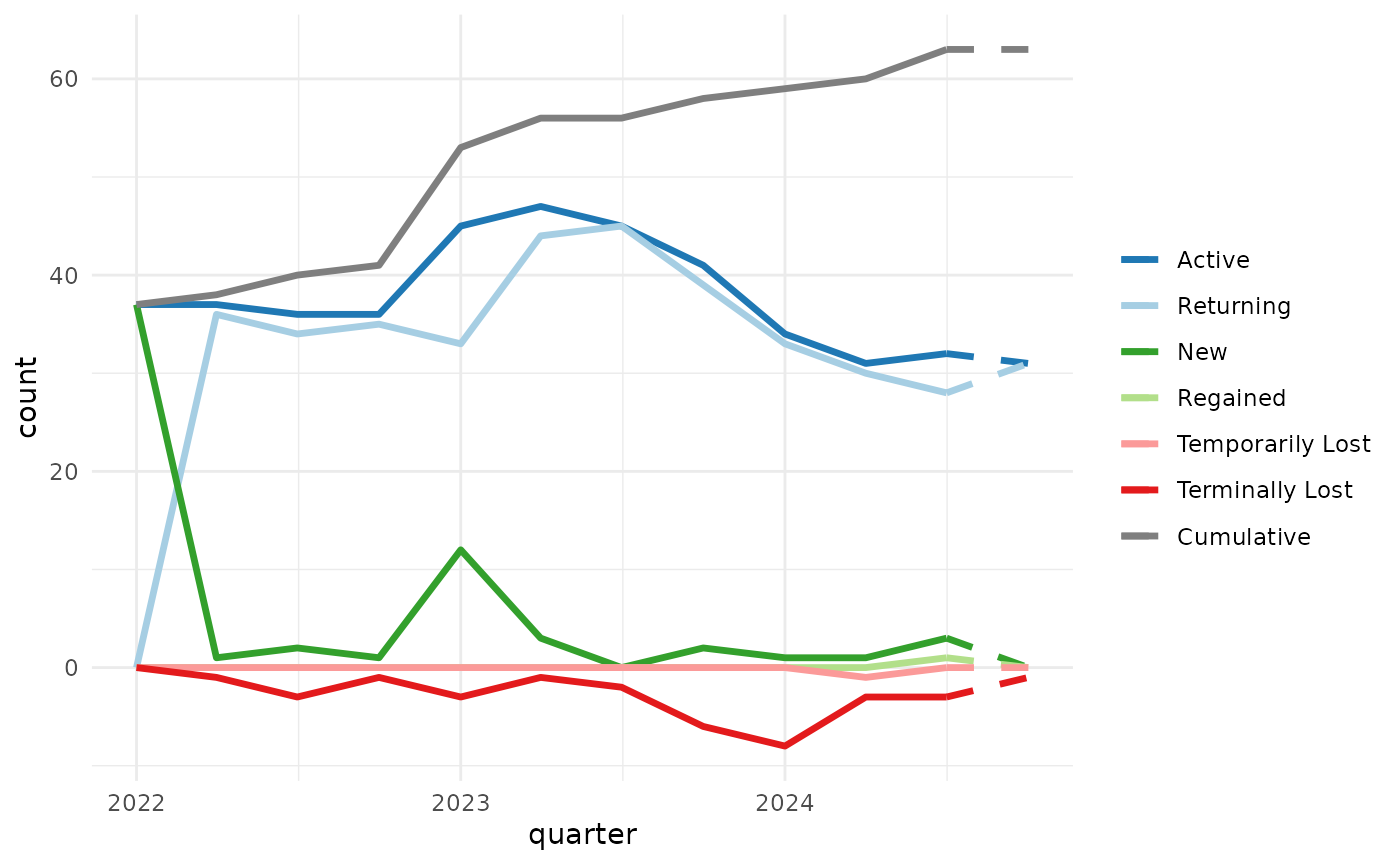 60
40
20
0
count
2022
2023
2024
quarter
Active
Returning
New
Regained
Temporarily Lost
Terminally Lost
Cumulative